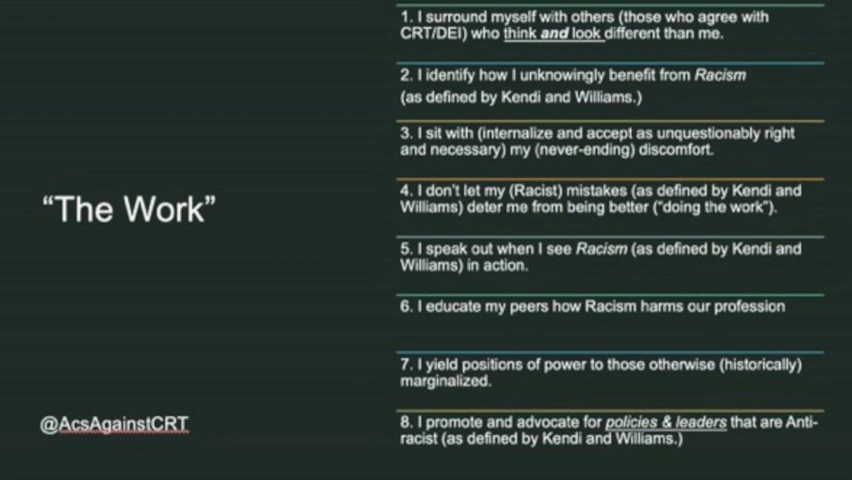 1. I surround myself with others (those who agree with
CRT/DEI) who think and look different than me.
2. I identify how I unknowingly benefit from Racism
(as defined by Kendi and Williams.)
3. I sit with (internalize and accept as unquestionably right
and necessary) my (never-ending) discomfort.
“The Work”
4. I don't let my (Racist) mistakes (as defined by Kendi and
Williams) deter me from being better (“doing the work”).
5. I speak out when I see Racism (as defined by Kendi and
Williams) in action.
6. I educate my peers how Racism harms our profession
7. I yield positions of power to those otherwise (historically)
marginalized.
@AcsAgainstCRT
8. I promote and advocate for policies & leaders that are Anti-
racist (as defined by Kendi and Williams.)